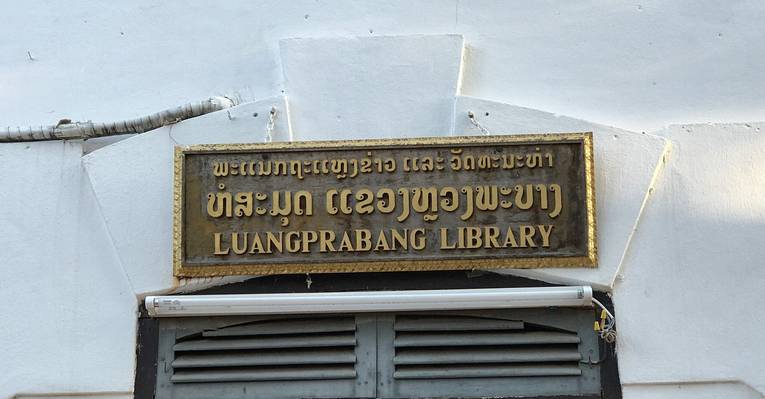 ພະແນກຖະແຫຼງຂ່າວ ແລະ ວັດທະນະທຳ
ຫໍສະມຸດ ແຂວງຫຼວງພະບາງ
LUANGPRABANG LIBRARY